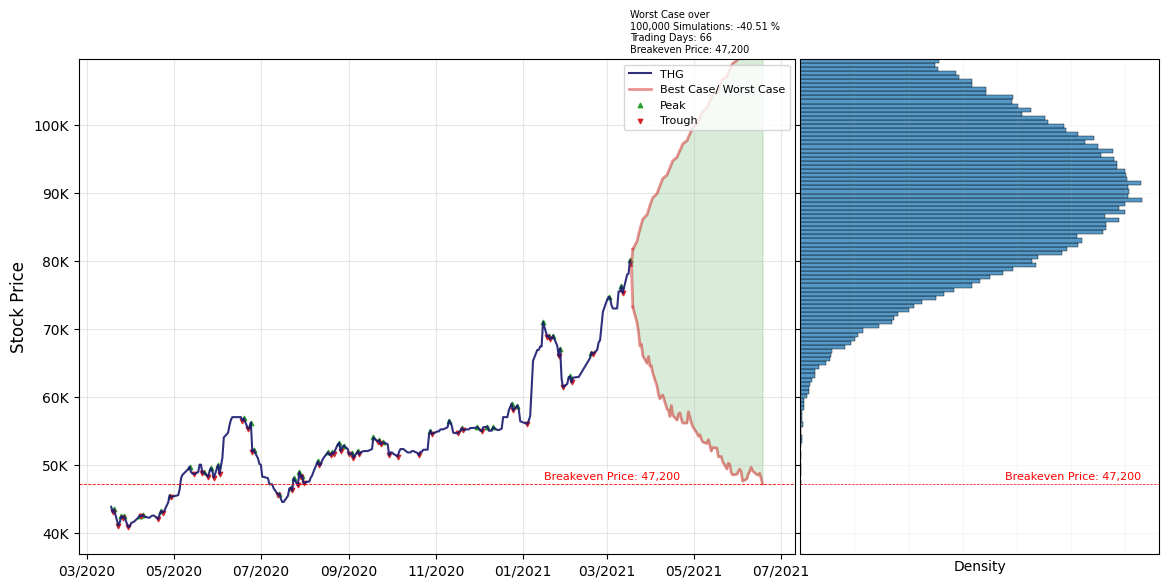 Worst Case over
100,000 Simulations: -40.51 %
Trading Days: 66
Breakeven Price: 47,200
THG
Best Case/ Worst Case
Peak
Trough
Stock Price
100K
90K
80K
70K
60K
50K
40K
Breakeven Price: 47,200
Breakeven Price: 47,200
03/2020 05/2020 07/2020 09/2020 11/2020 01/2021 03/2021 05/2021 07/2021
Density